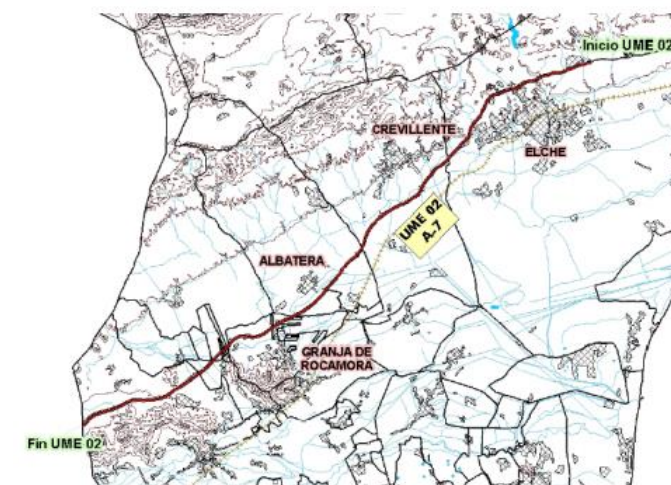 Inicio UME 02
CREVILLENTE
ELCHE
UME 02
A-7
ALBATERA
GRANJA DE
ROCAMORA
Fin UME 02